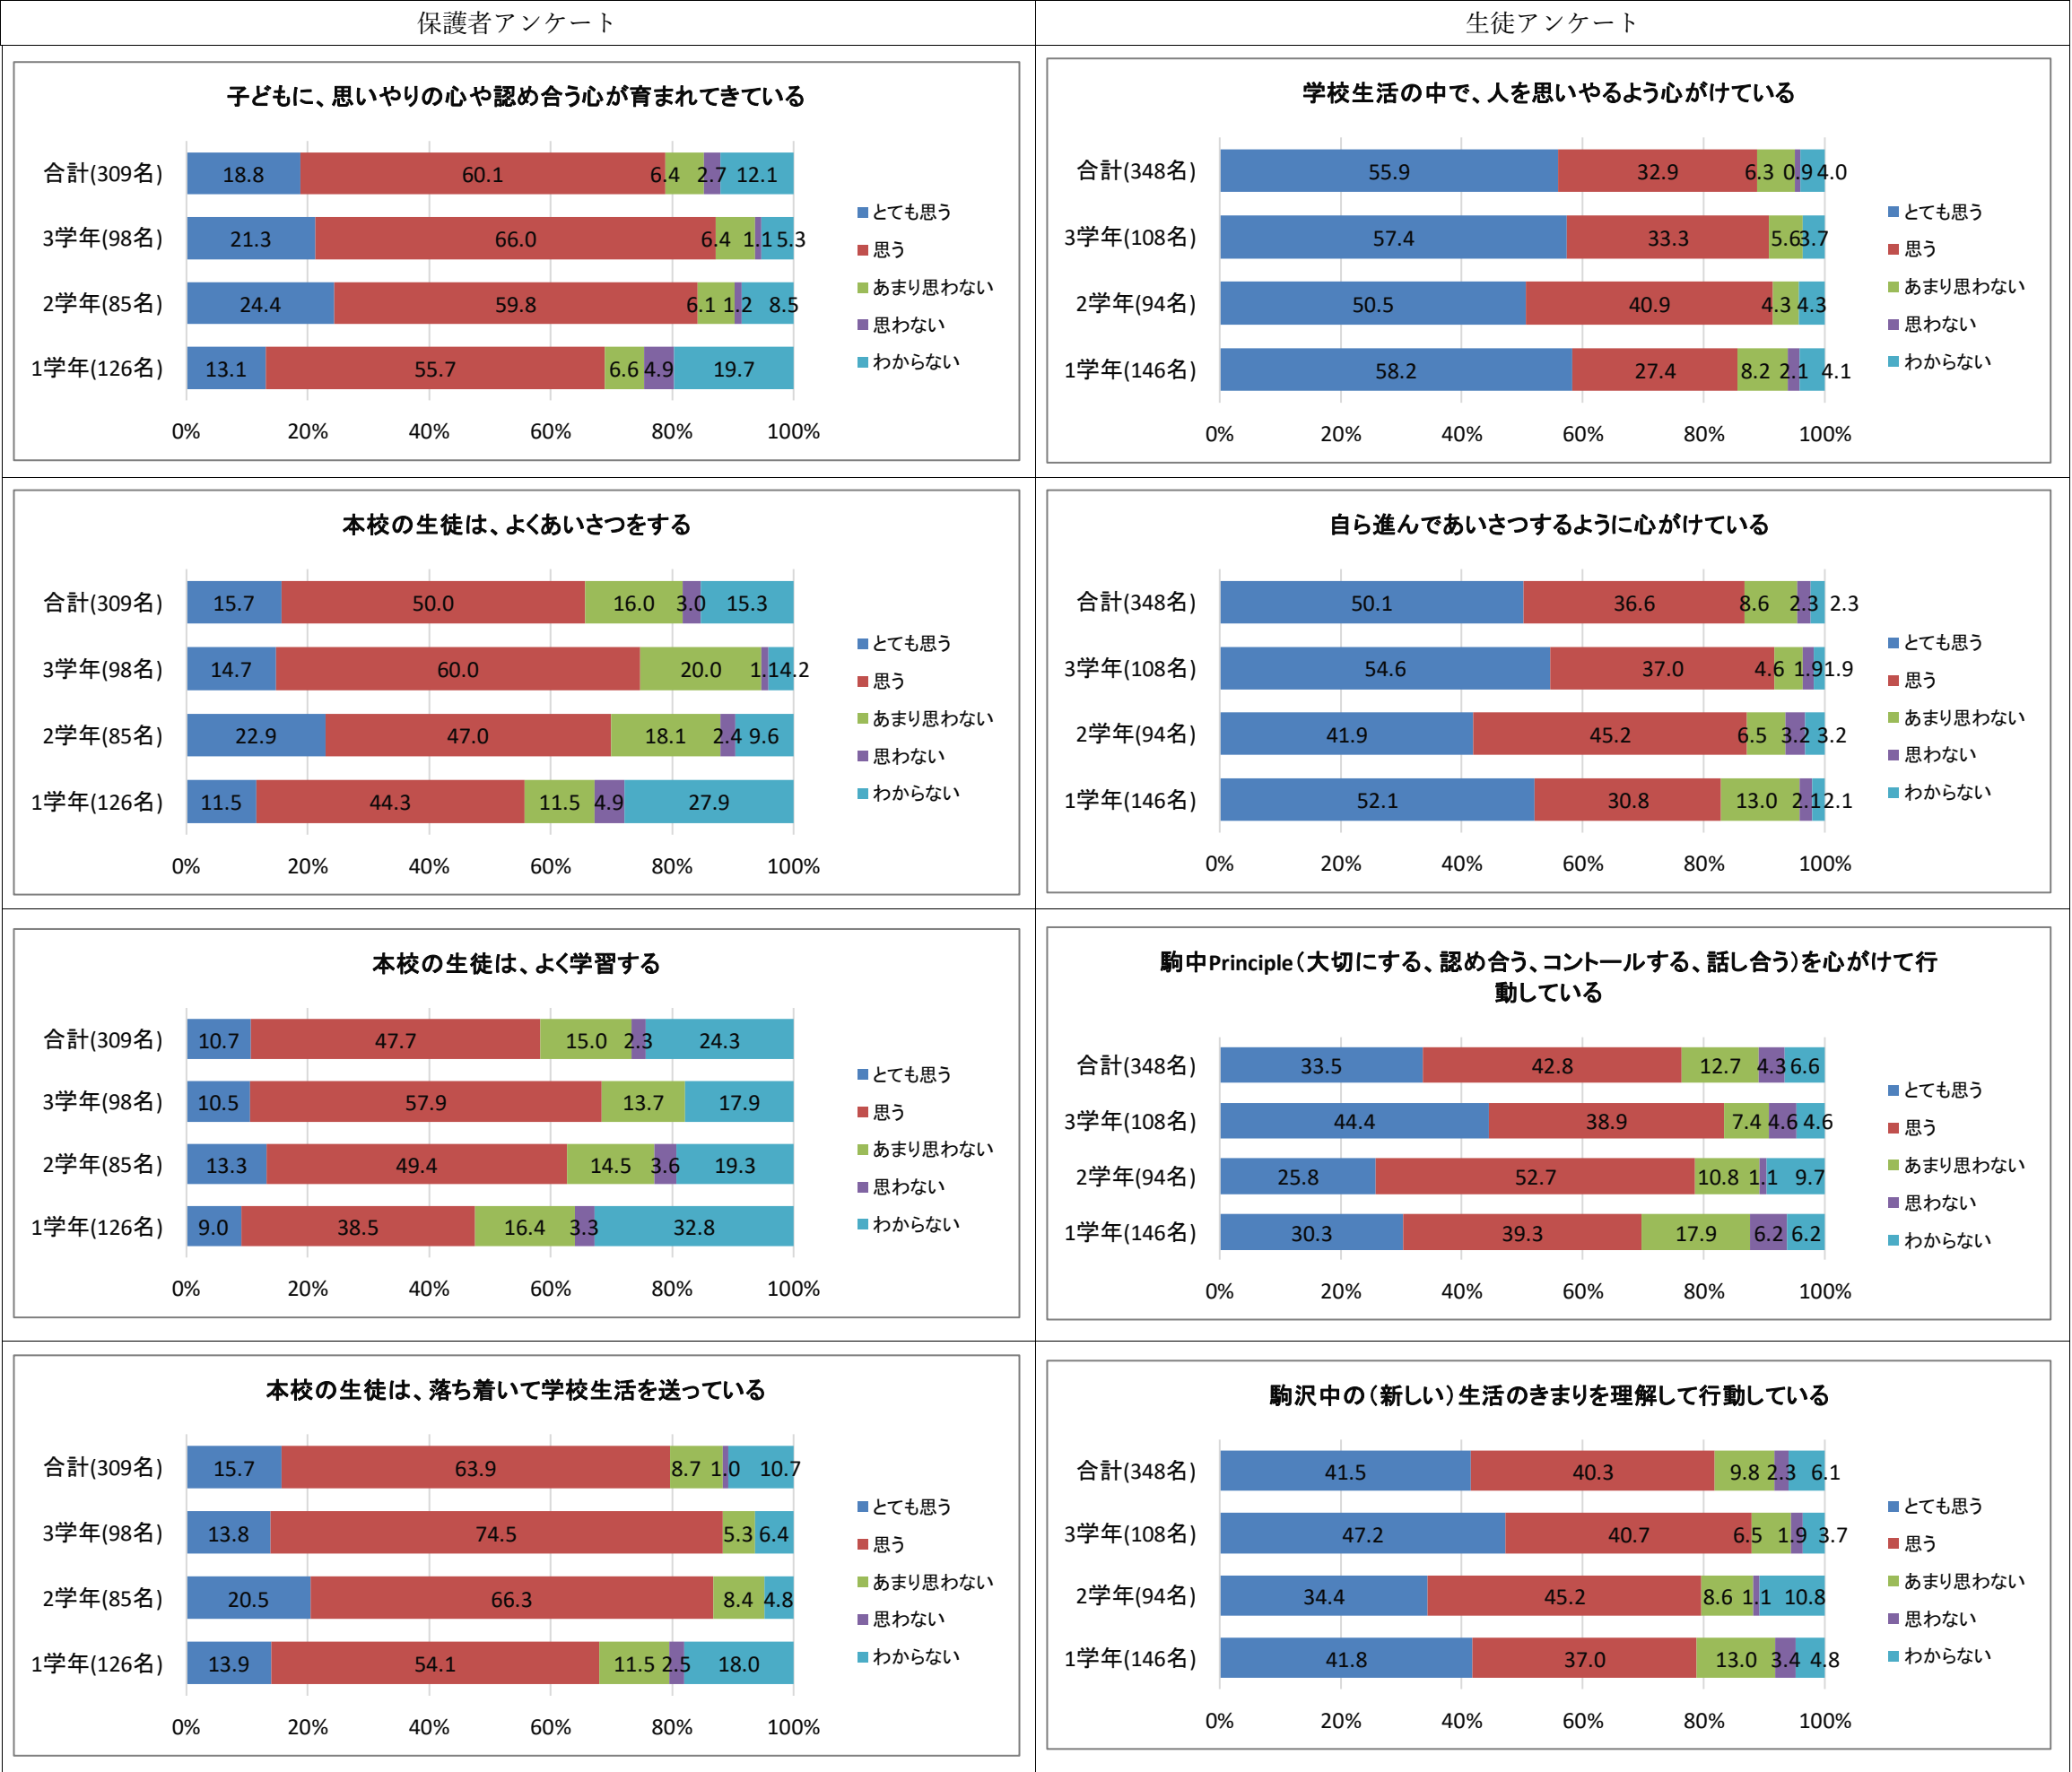 保護者アンケート
生徒アンケート
子どもに、思いやりの心や認め合う心が育まれてきている
合計(309名) 18.8 60.1 6.4 2.7 12.1
3学年(98名) 21.3 66.0 6.4 1.1 5.3
2学年(85名) 24.4 59.8 6.1 1.2 8.5
1学年(126名) 13.1 55.7 6.6 4.9 19.7
0% 20% 40% 60% 80% 100%
とても思う
思う
あまり思わない
思わない
わからない
学校生活の中で、人を思いやるよう心がけている
合計(348名) 55.9 32.9 6.3 0.9 4.0
3学年(108名) 57.4 33.3 5.6 3.7
2学年(94名) 50.5 40.9 4.3 4.3
1学年(146名) 58.2 27.4 8.2 2.1 4.1
0% 20% 40% 60% 80% 100%
とても思う
思う
あまり思わない
思わない
わからない
本校の生徒は、よくあいさつをする
合計(309名) 15.7 50.0 16.0 3.0 15.3
3学年(98名) 14.7 60.0 20.0 1.1 4.2
2学年(85名) 22.9 47.0 18.1 2.4 9.6
1学年(126名) 11.5 44.3 11.5 4.9 27.9
0% 20% 40% 60% 80% 100%
とても思う
思う
あまり思わない
思わない
わからない
自ら進んであいさつするように心がけている
合計(348名) 50.1 36.6 8.6 2.3 2.3
3学年(108名) 54.6 37.0 4.6 1.9 1.9
2学年(94名) 41.9 45.2 6.5 3.2 3.2
1学年(146名) 52.1 30.8 13.0 2.1 2.1
0% 20% 40% 60% 80% 100%
とても思う
思う
あまり思わない
思わない
わからない
本校の生徒は、よく学習する
合計(309名) 10.7 47.7 15.0 2.3 24.3
3学年(98名) 10.5 57.9 13.7 17.9
2学年(85名) 13.3 49.4 14.5 3.6 19.3
1学年(126名) 9.0 38.5 16.4 3.3 32.8
0% 20% 40% 60% 80% 100%
とても思う
思う
あまり思わない
思わない
わからない
駒中Principle（大切にする、認め合う、コントールする、話し合う）を心がけて行
動している
合計(348名) 33.5 42.8 12.7 4.3 6.6
3学年(108名) 44.4 38.9 7.4 4.6 4.6
2学年(94名) 25.8 52.7 10.8 1.1 9.7
1学年(146名) 30.3 39.3 17.9 6.2 6.2
0% 20% 40% 60% 80% 100%
とても思う
思う
あまり思わない
思わない
わからない
本校の生徒は、落ち着いて学校生活を送っている
合計(309名) 15.7 63.9 8.7 1.0 10.7
3学年(98名) 13.8 74.5 5.3 6.4
2学年(85名) 20.5 66.3 8.4 4.8
1学年(126名) 13.9 54.1 11.5 2.5 18.0
0% 20% 40% 60% 80% 100%
とても思う
思う
あまり思わない
思わない
わからない
駒沢中の（新しい）生活のきまりを理解して行動している
合計(348名) 41.5 40.3 9.8 2.3 6.1
3学年(108名) 47.2 40.7 6.5 1.9 3.7
2学年(94名) 34.4 45.2 8.6 1.1 10.8
1学年(146名) 41.8 37.0 13.0 3.4 4.8
0% 20% 40% 60% 80% 100%
とても思う
思う
あまり思わない
思わない
わからない